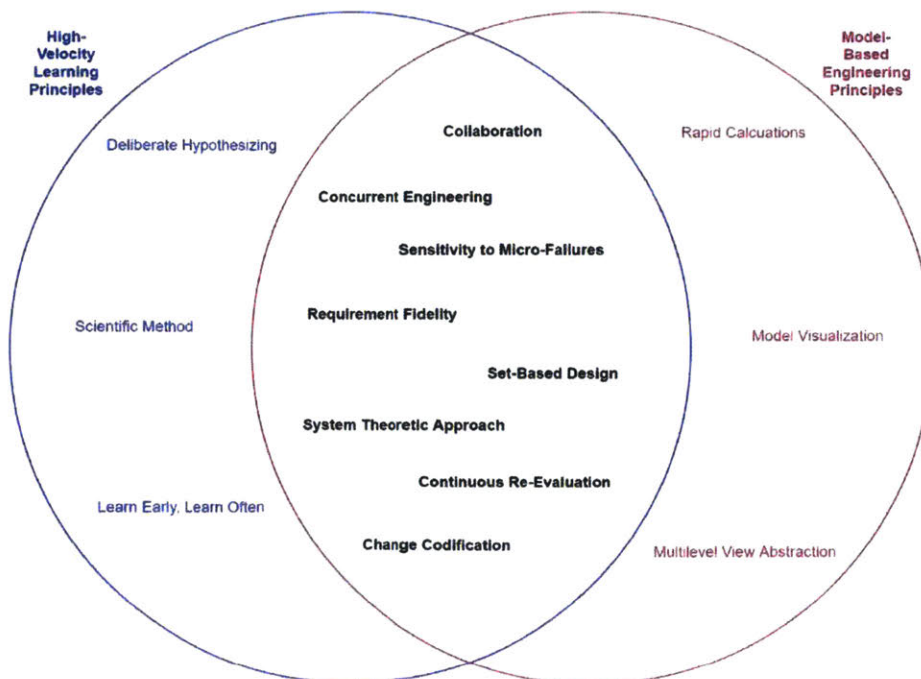 High-
Velocity
Learning
Principles
Model-
Based
Engineering
Principles
Collaboration
Rapid Calcuations
Deliberate Hypothesizing
Concurrent Engineering
Sensitivity to Micro-Failures
Requirement Fidelity
Scientific Method
Model Visualization
Set-Based Design
System Theoretic Approach
Continuous Re-Evaluation
Learn Early, Learn Often
Change Codification
Multilevel View Abstraction